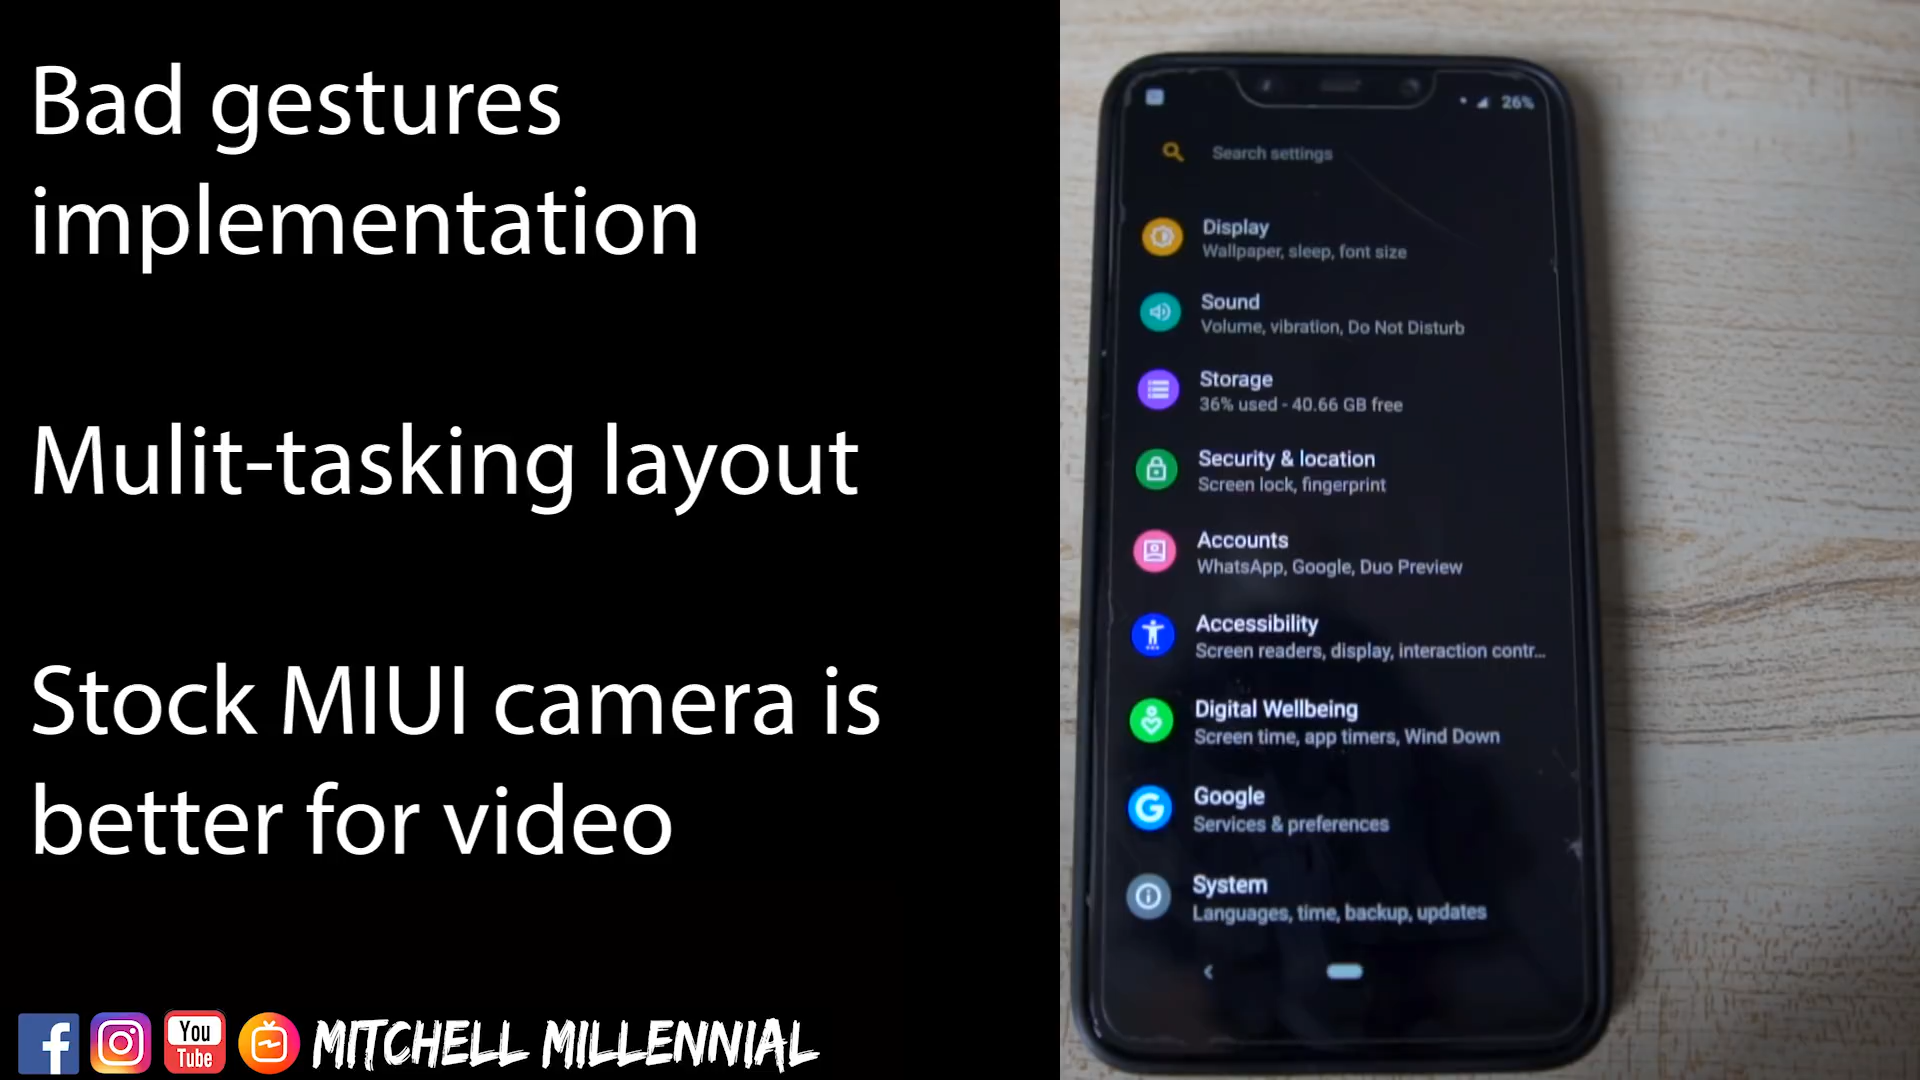 Bad gestures
implementation
Mulit-tasking layout
Stock MIUI camera is
better for video
You
Tube
MITCHELL MILLENNIAL
26%
Search settings
Display
Wallpaper, sleep, font size
Sound
Volume, vibration, Do Not Disturb
Storage
36% used - 40.66 GB free
Security & location
Screen lock, fingerprint
Accounts
WhatsApp, Google, Duo Preview
Accessibility
Screen readers, display, interaction contr...
Digital Wellbeing
Screen time, app timers, Wind Down
Google
Services & preferences
System
Languages, time, backup, updates